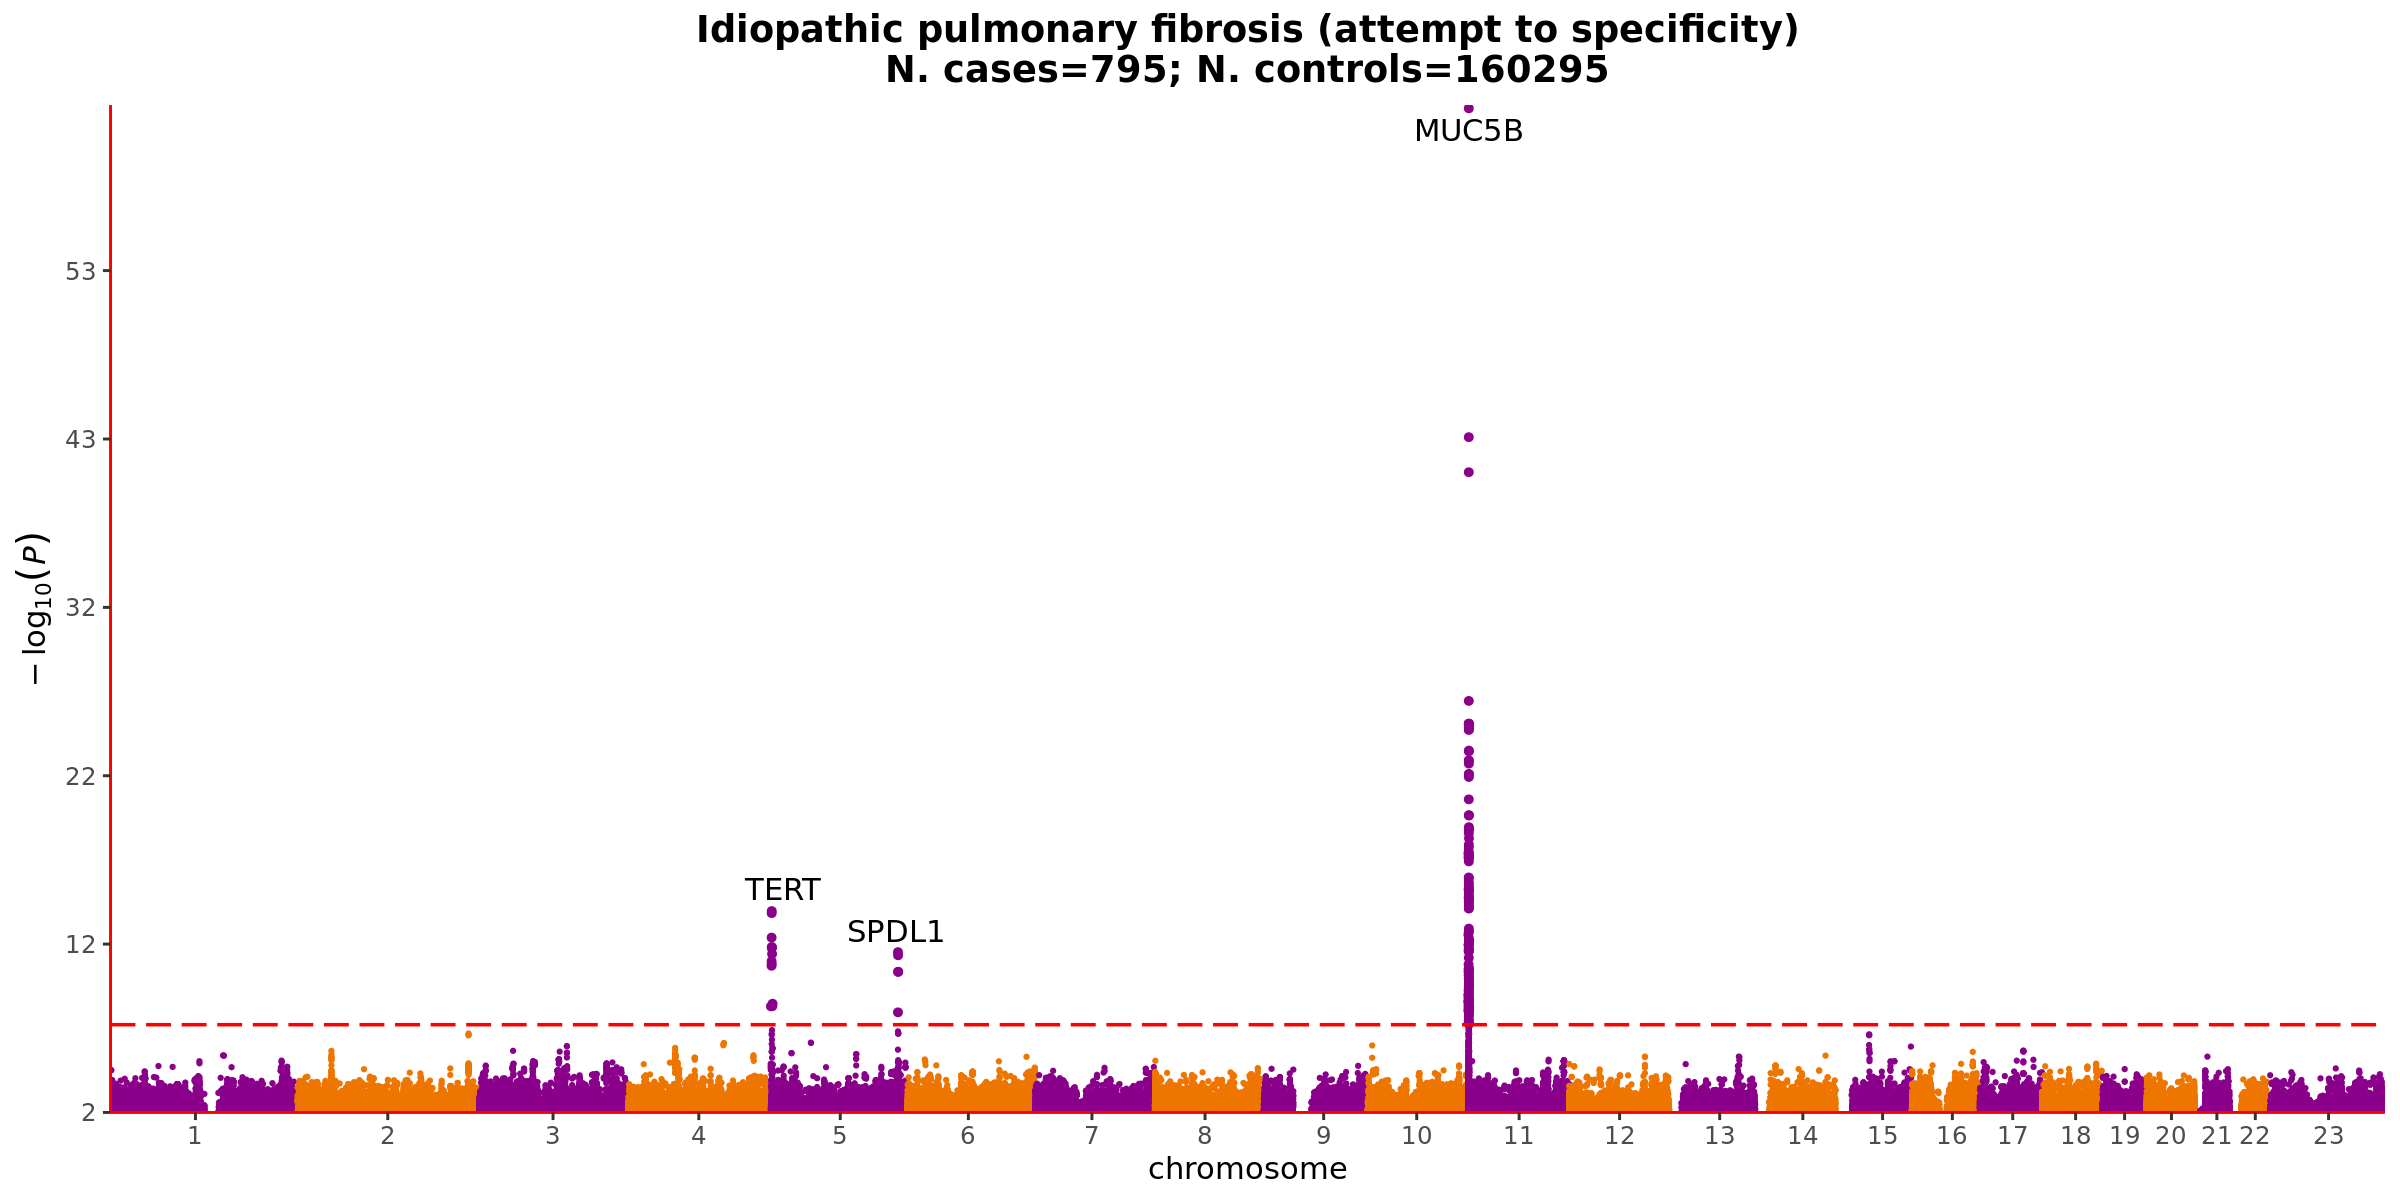 Idiopathic pulmonary fibrosis (attempt to specificity)
N. cases=795; N. controls=160295
MUC5B
TERT
SPDL1
53
43
32
22
12
2
−log₁₀(P)
1 2 3 4 5 6 7 8 9 10 11 12 13 14 15 16 17 18 19 20 21 22 23
chromosome